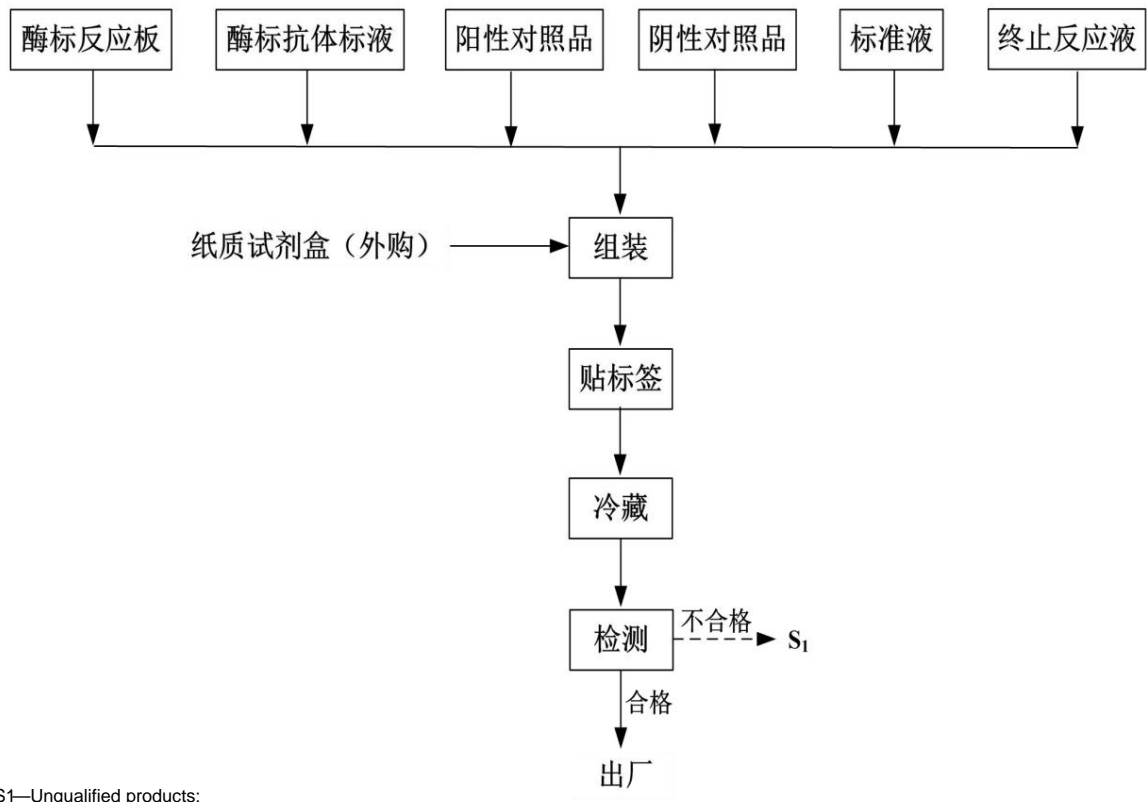 酶标反应板
酶标抗体标液
阳性对照品
阴性对照品
标准液
终止反应液
纸质试剂盒（外购）
组装
贴标签
冷藏
检测
不合格
S1
合格
出厂
S1—Unqualified products;